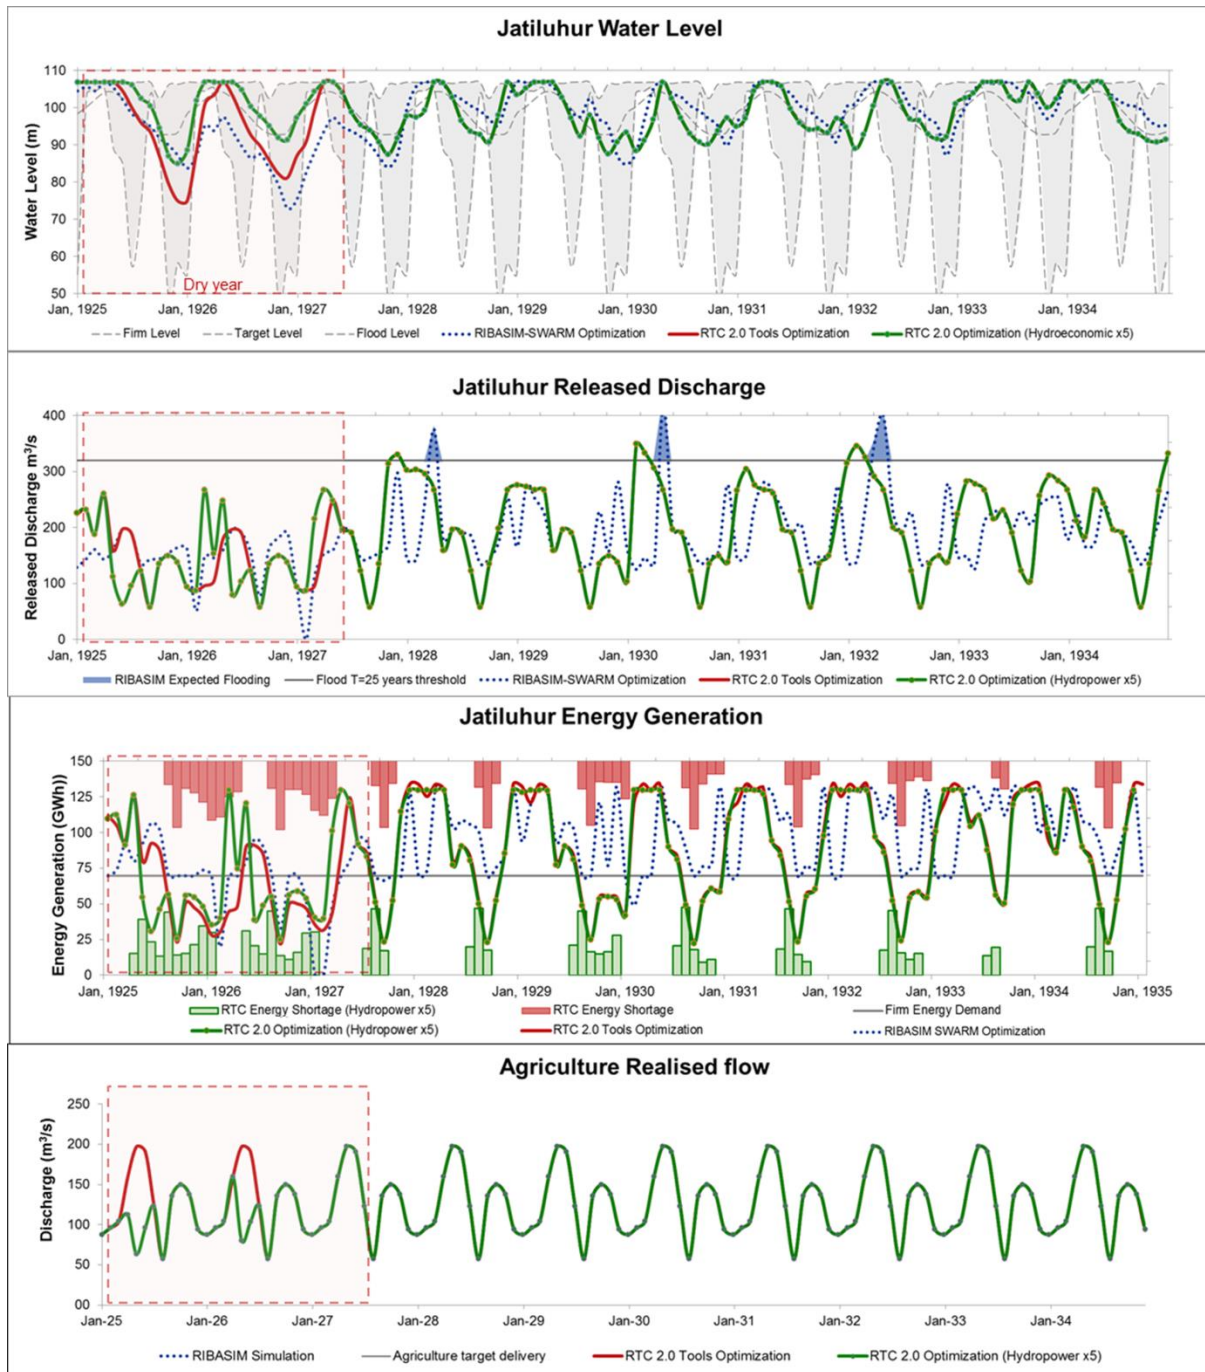 Jatiluhur Water Level
Water Level (m)
110
100
90
80
70
60
50
Dry year
Jan, 1925 Jan, 1926 Jan, 1927 Jan, 1928 Jan, 1929 Jan, 1930 Jan, 1931 Jan, 1932 Jan, 1933 Jan, 1934
Firm Level Target Level Flood Level RIBASIM-SWARM Optimization RTC 2.0 Tools Optimization RTC 2.0 Optimization (Hydroeconomic x5)
Jatiluhur Released Discharge
Released Discharge m³/s
400
300
200
100
0
Jan, 1925 Jan, 1926 Jan, 1927 Jan, 1928 Jan, 1929 Jan, 1930 Jan, 1931 Jan, 1932 Jan, 1933 Jan, 1934
RIBASIM Expected Flooding Flood T=25 years threshold RIBASIM-SWARM Optimization RTC 2.0 Tools Optimization RTC 2.0 Optimization (Hydropower x5)
Jatiluhur Energy Generation
Energy Generation (GWh))
150
125
100
75
50
25
0
Jan, 1925 Jan, 1926 Jan, 1927 Jan, 1928 Jan, 1929 Jan, 1930 Jan, 1931 Jan, 1932 Jan, 1933 Jan, 1934 Jan, 1935
RTC Energy Shortage (Hydropower x5) RTC Energy Shortage Firm Energy Demand
RTC 2.0 Optimization (Hydropower x5) RTC 2.0 Tools Optimization RIBASIM SWARM Optimization
Agriculture Realised flow
Discharge (m³/s)
250
200
150
100
50
00
Jan-25 Jan-26 Jan-27 Jan-28 Jan-29 Jan-30 Jan-31 Jan-32 Jan-33 Jan-34
RIBASIM Simulation Agriculture target delivery RTC 2.0 Tools Optimization RTC 2.0 Optimization (Hydropower x5)